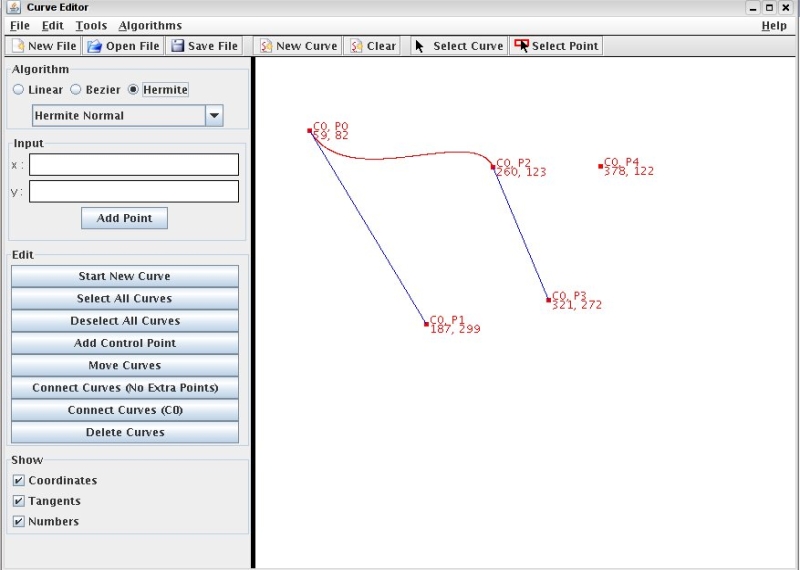 Curve Editor
File Edit Tools Algorithms Help
New File Open File Save File New Curve Clear Select Curve Select Point
Algorithm
Linear Bezier Hermite
Hermite Normal
Input
x :
y :
Add Point
Edit
Start New Curve
Select All Curves
Deselect All Curves
Add Control Point
Move Curves
Connect Curves (No Extra Points)
Connect Curves (C0)
Delete Curves
Show
Coordinates
Tangents
Numbers
C0, P0
59, 82
C0, P2
260, 123
C0, P4
378, 122
C0, P3
321, 272
C0, P1
187, 299